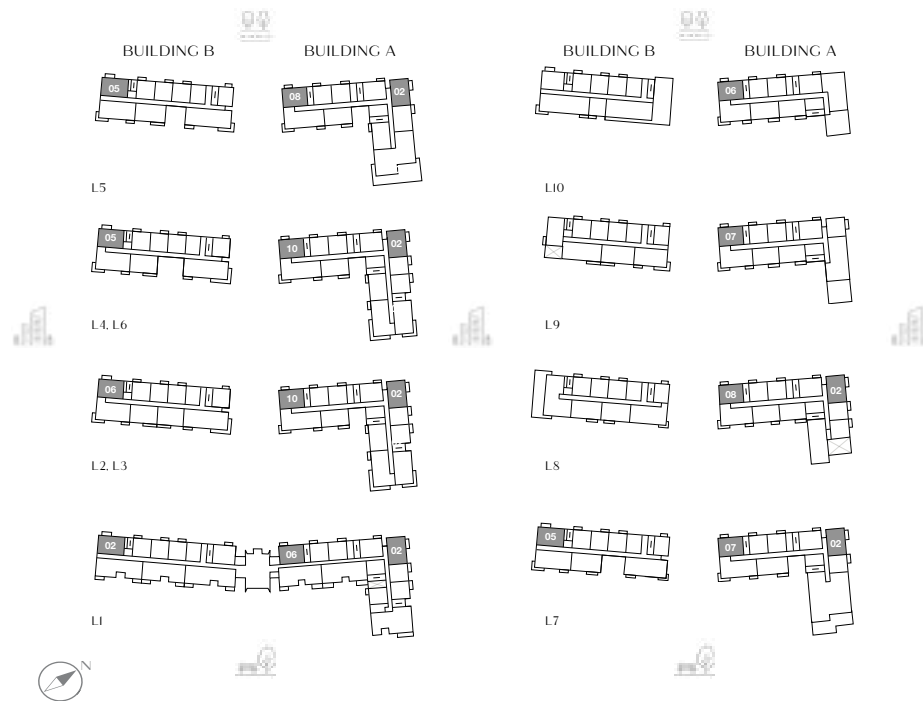 BUILDING B BUILDING A
05 08 02
L5
05 10 02
L4, L6
06 10 02
L2, L3
02 06 02
L1
N
BUILDING B BUILDING A
06
L10
07
L9
08 02
L8
05 07 02
L7